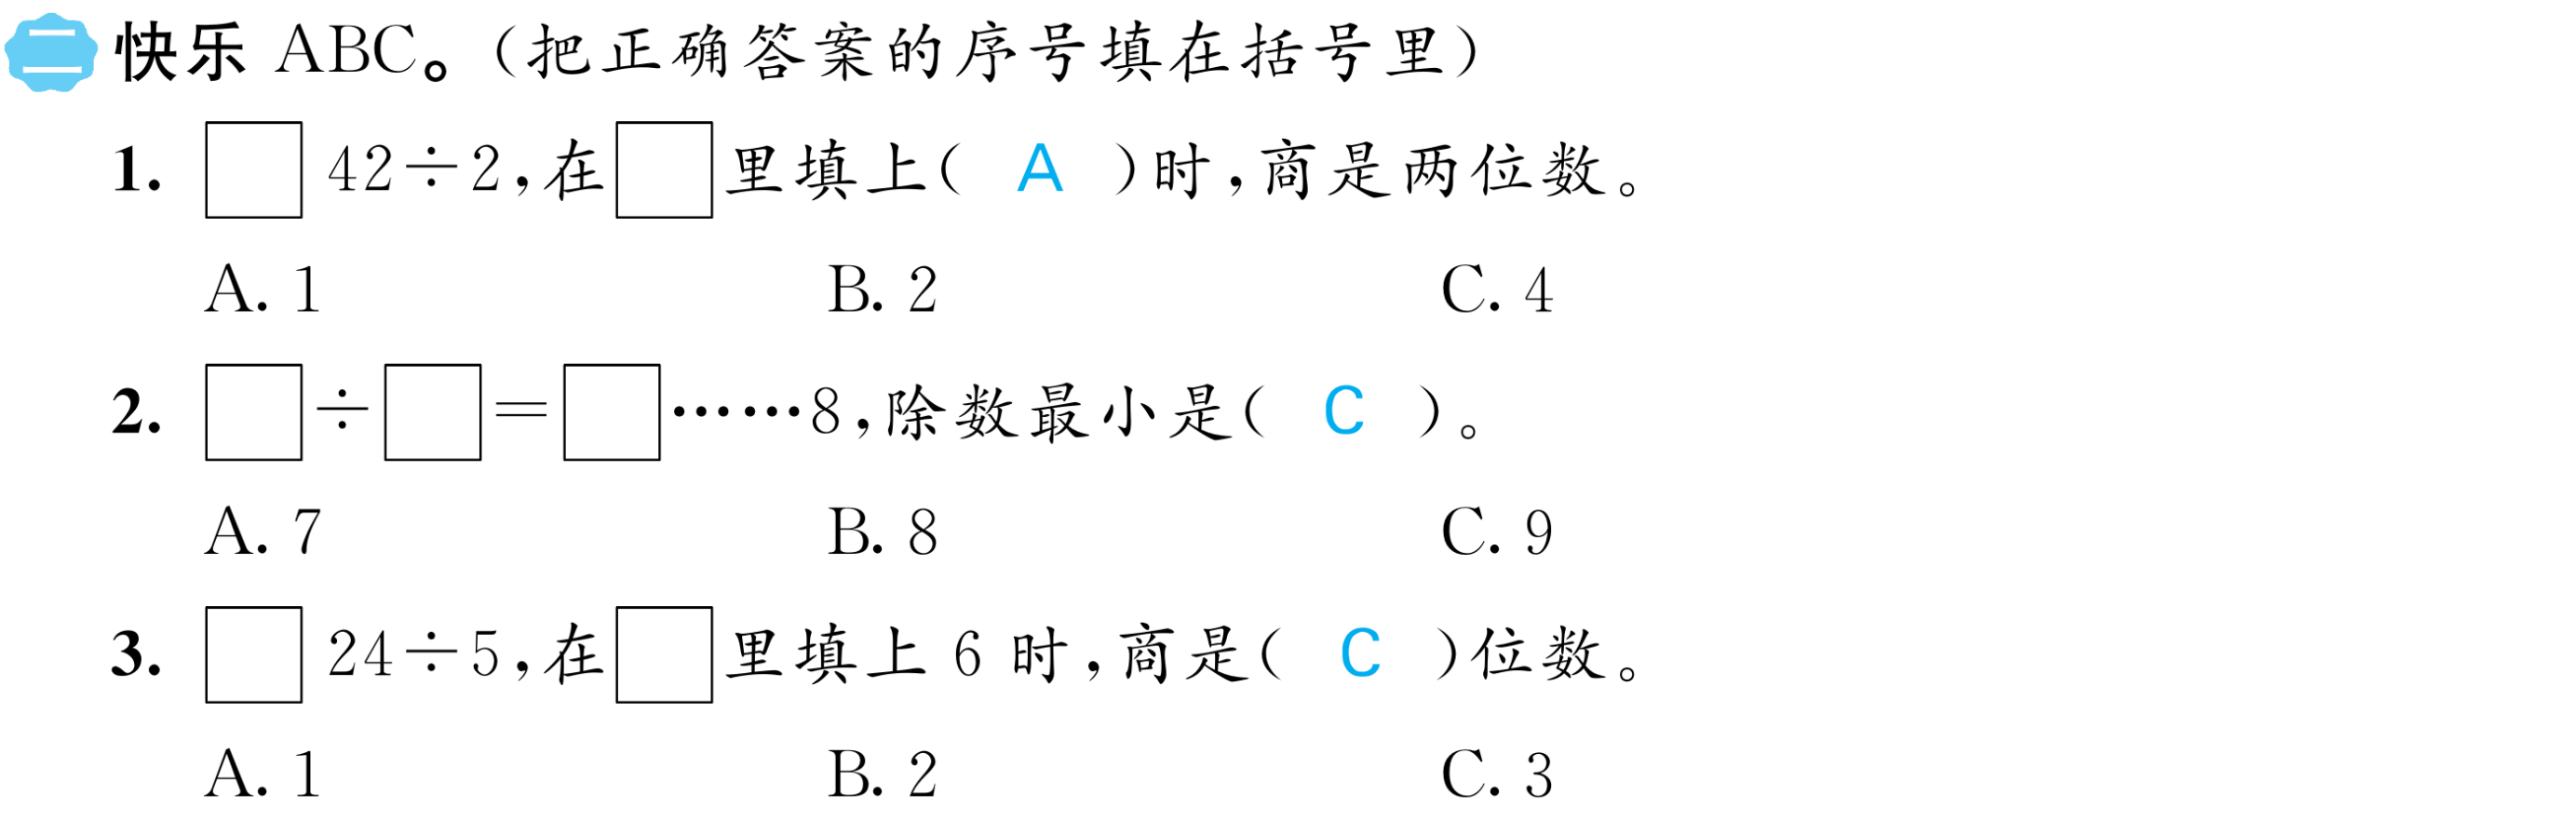 二 快乐 ABC。(把正确答案的序号填在括号里)
1. □ 42÷2,在□里填上( A )时,商是两位数。
A. 1 B. 2 C. 4
2. □÷□=□······8,除数最小是( C )。
A. 7 B. 8 C. 9
3. □ 24÷5,在□里填上 6 时,商是( C )位数。
A. 1 B. 2 C. 3